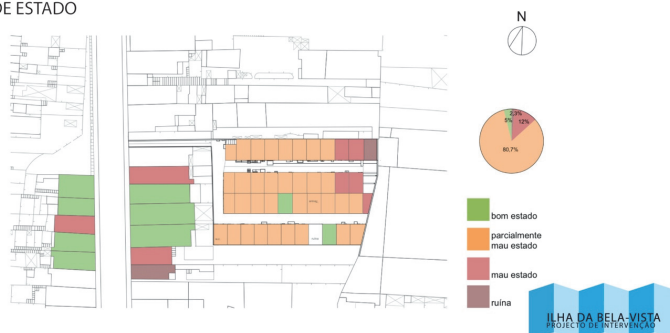 DE ESTADO
N
2,3%
5%
12%
80,7%
bom estado
parcialmente
mau estado
mau estado
ruína
ILHA DA BELA-VISTA
PROJECTO DE INTERVENÇÃO